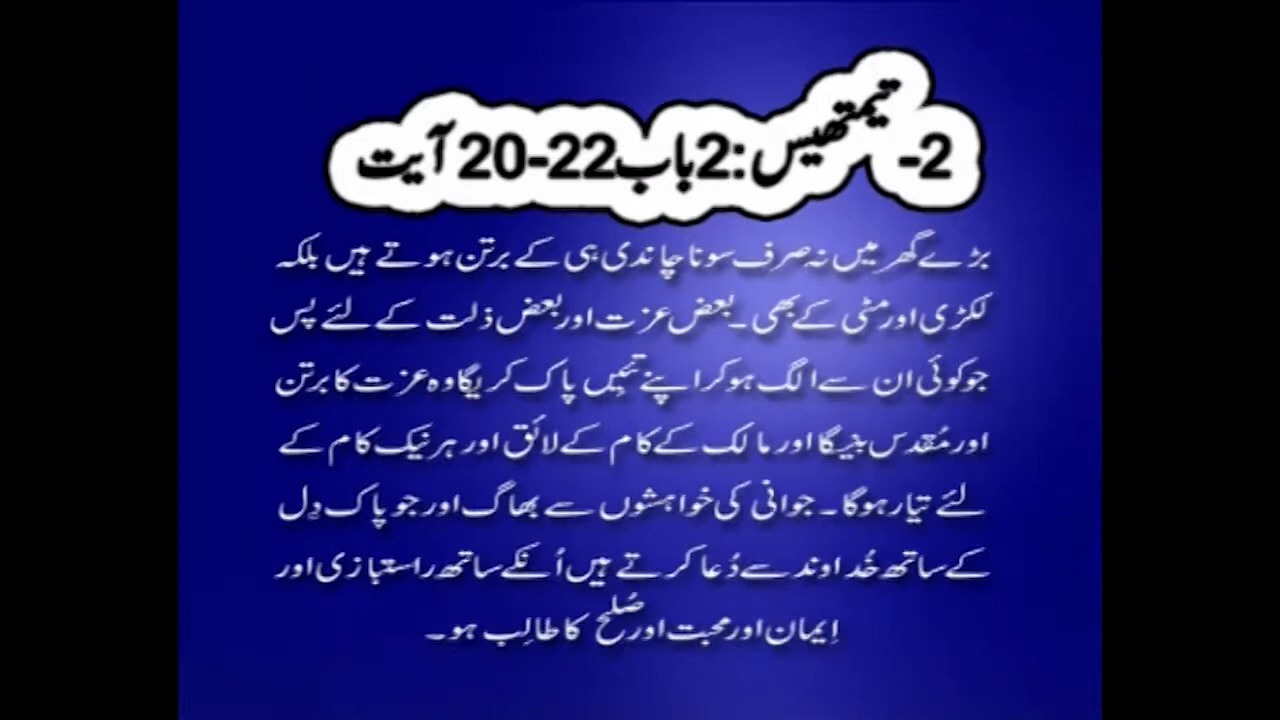 2-تیمتھیس:2باب22-20 آیت
بڑے گھر میں نہ صرف سونا چاندی ہی کے برتن ہوتے ہیں بلکہ
لکڑی اور مٹی کے بھی ۔ بعض عزت اور بعض ذلت کے لئے پس
جو کوئی ان سے الگ ہو کر اپنے تئیں پاک کریگا وہ عزت کا برتن
اور مُقدس بنیگا اور مالک کے کام کے لائق اور ہر نیک کام کے
لئے تیار ہوگا ۔ جوانی کی خواہشوں سے بھاگ اور جو پاک دِل
کے ساتھ خُداوند سے دُعا کرتے ہیں اُنکے ساتھ راستبازی اور
اِیمان اور محبت اور صُلح کا طالِب ہو ۔